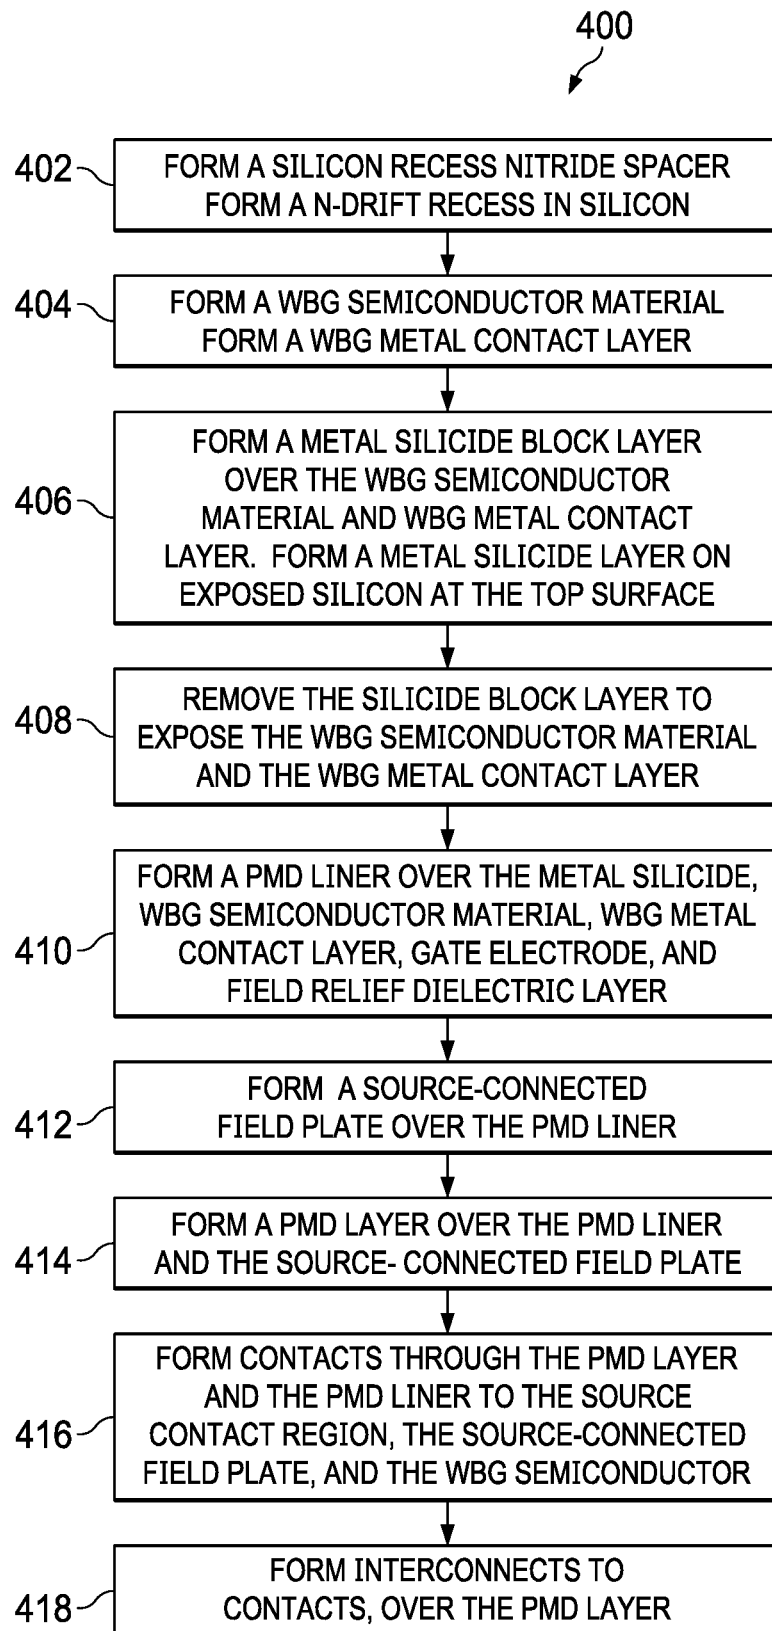 400
402
FORM A SILICON RECESS NITRIDE SPACER
FORM A N-DRIFT RECESS IN SILICON
404
FORM A WBG SEMICONDUCTOR MATERIAL
FORM A WBG METAL CONTACT LAYER
406
FORM A METAL SILICIDE BLOCK LAYER
OVER THE WBG SEMICONDUCTOR
MATERIAL AND WBG METAL CONTACT
LAYER. FORM A METAL SILICIDE LAYER ON
EXPOSED SILICON AT THE TOP SURFACE
408
REMOVE THE SILICIDE BLOCK LAYER TO
EXPOSE THE WBG SEMICONDUCTOR MATERIAL
AND THE WBG METAL CONTACT LAYER
410
FORM A PMD LINER OVER THE METAL SILICIDE,
WBG SEMICONDUCTOR MATERIAL, WBG METAL
CONTACT LAYER, GATE ELECTRODE, AND
FIELD RELIEF DIELECTRIC LAYER
412
FORM A SOURCE-CONNECTED
FIELD PLATE OVER THE PMD LINER
414
FORM A PMD LAYER OVER THE PMD LINER
AND THE SOURCE- CONNECTED FIELD PLATE
416
FORM CONTACTS THROUGH THE PMD LAYER
AND THE PMD LINER TO THE SOURCE
CONTACT REGION, THE SOURCE-CONNECTED
FIELD PLATE, AND THE WBG SEMICONDUCTOR
418
FORM INTERCONNECTS TO
CONTACTS, OVER THE PMD LAYER